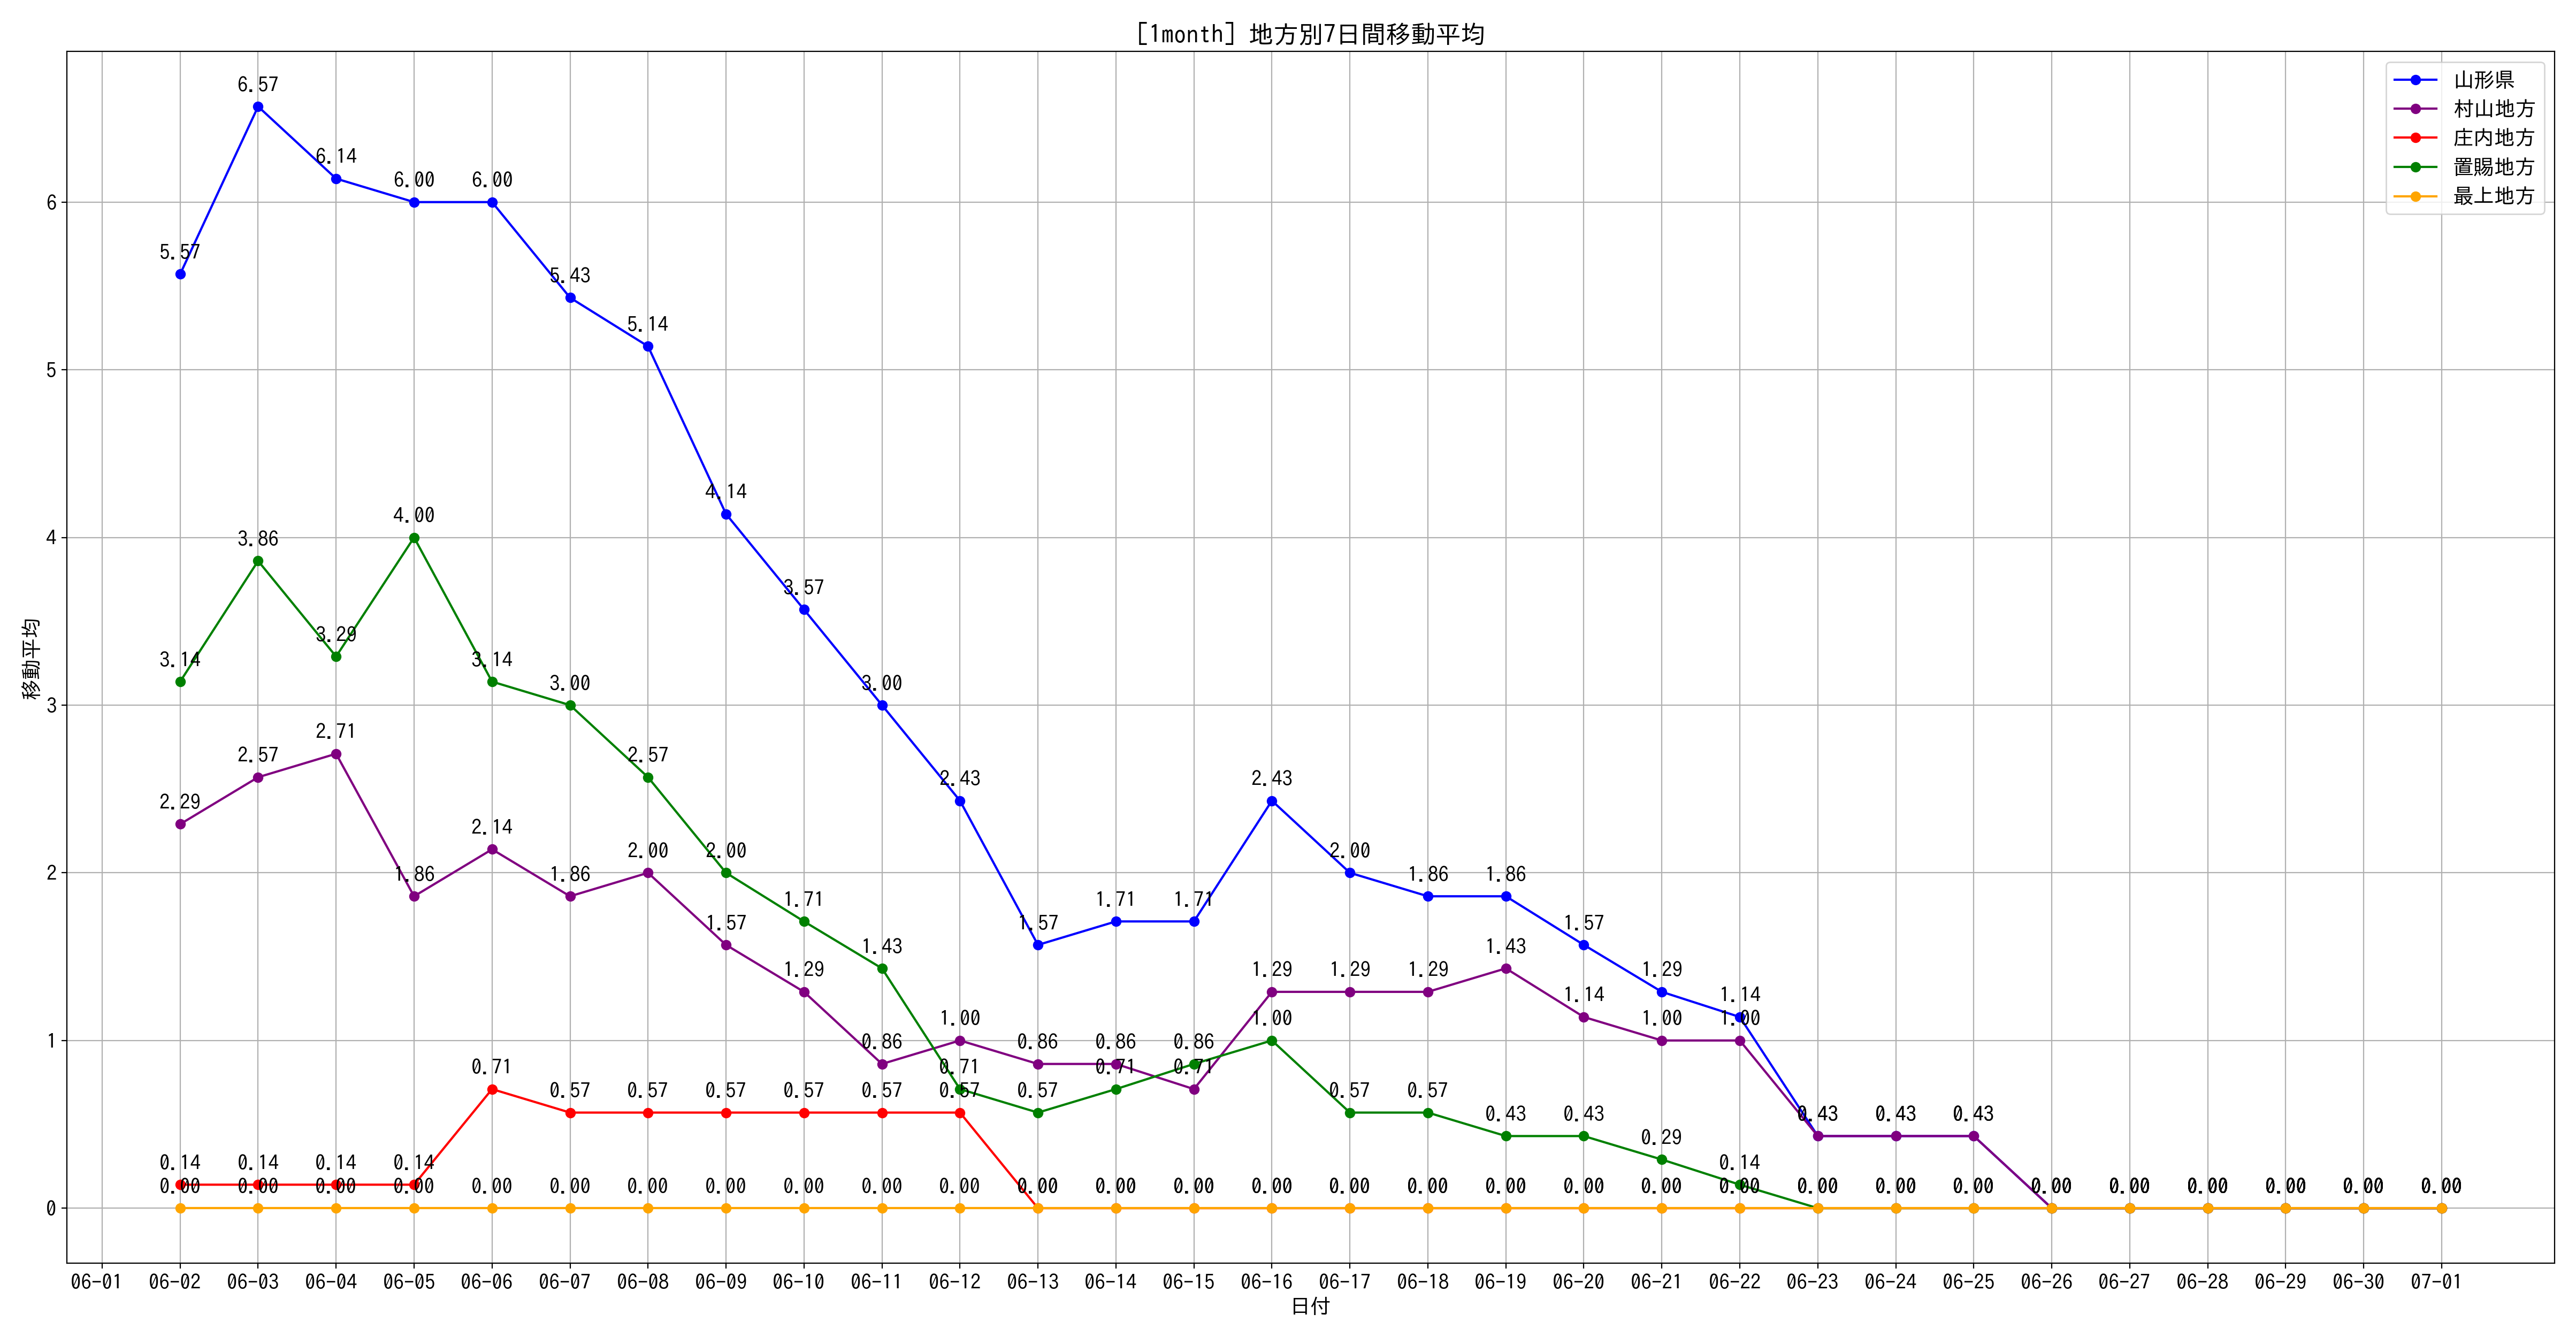 [1month] 地方別7日間移動平均
山形県
村山地方
庄内地方
置賜地方
最上地方
移動平均
6
5
4
3
2
1
0
5.57 6.57 6.14 6.00 6.00 5.43 5.14 4.14 3.57 3.00 2.43 1.57 1.71 1.71 2.43 2.00 1.86 1.86 1.57 1.29 1.14 0.43 0.43 0.43 0.00 0.00 0.00 0.00 0.00 0.00
2.29 2.57 2.71 1.86 2.14 1.86 2.00 1.57 1.29 0.86 1.00 0.86 0.86 0.71 1.29 1.29 1.29 1.43 1.14 1.00 1.00
3.14 3.86 3.29 4.00 3.14 3.00 2.57 2.00 1.71 1.43 0.71 0.57 0.71 0.86 1.00 0.57 0.57 0.43 0.43 0.29 0.14
0.14 0.14 0.14 0.14 0.71 0.57 0.57 0.57 0.57 0.57 0.57
0.00 0.00 0.00 0.00 0.00 0.00 0.00 0.00 0.00 0.00 0.00 0.00 0.00 0.00 0.00 0.00 0.00 0.00 0.00 0.00 0.00 0.00 0.00 0.00
06-01 06-02 06-03 06-04 06-05 06-06 06-07 06-08 06-09 06-10 06-11 06-12 06-13 06-14 06-15 06-16 06-17 06-18 06-19 06-20 06-21 06-22 06-23 06-24 06-25 06-26 06-27 06-28 06-29 06-30 07-01
日付